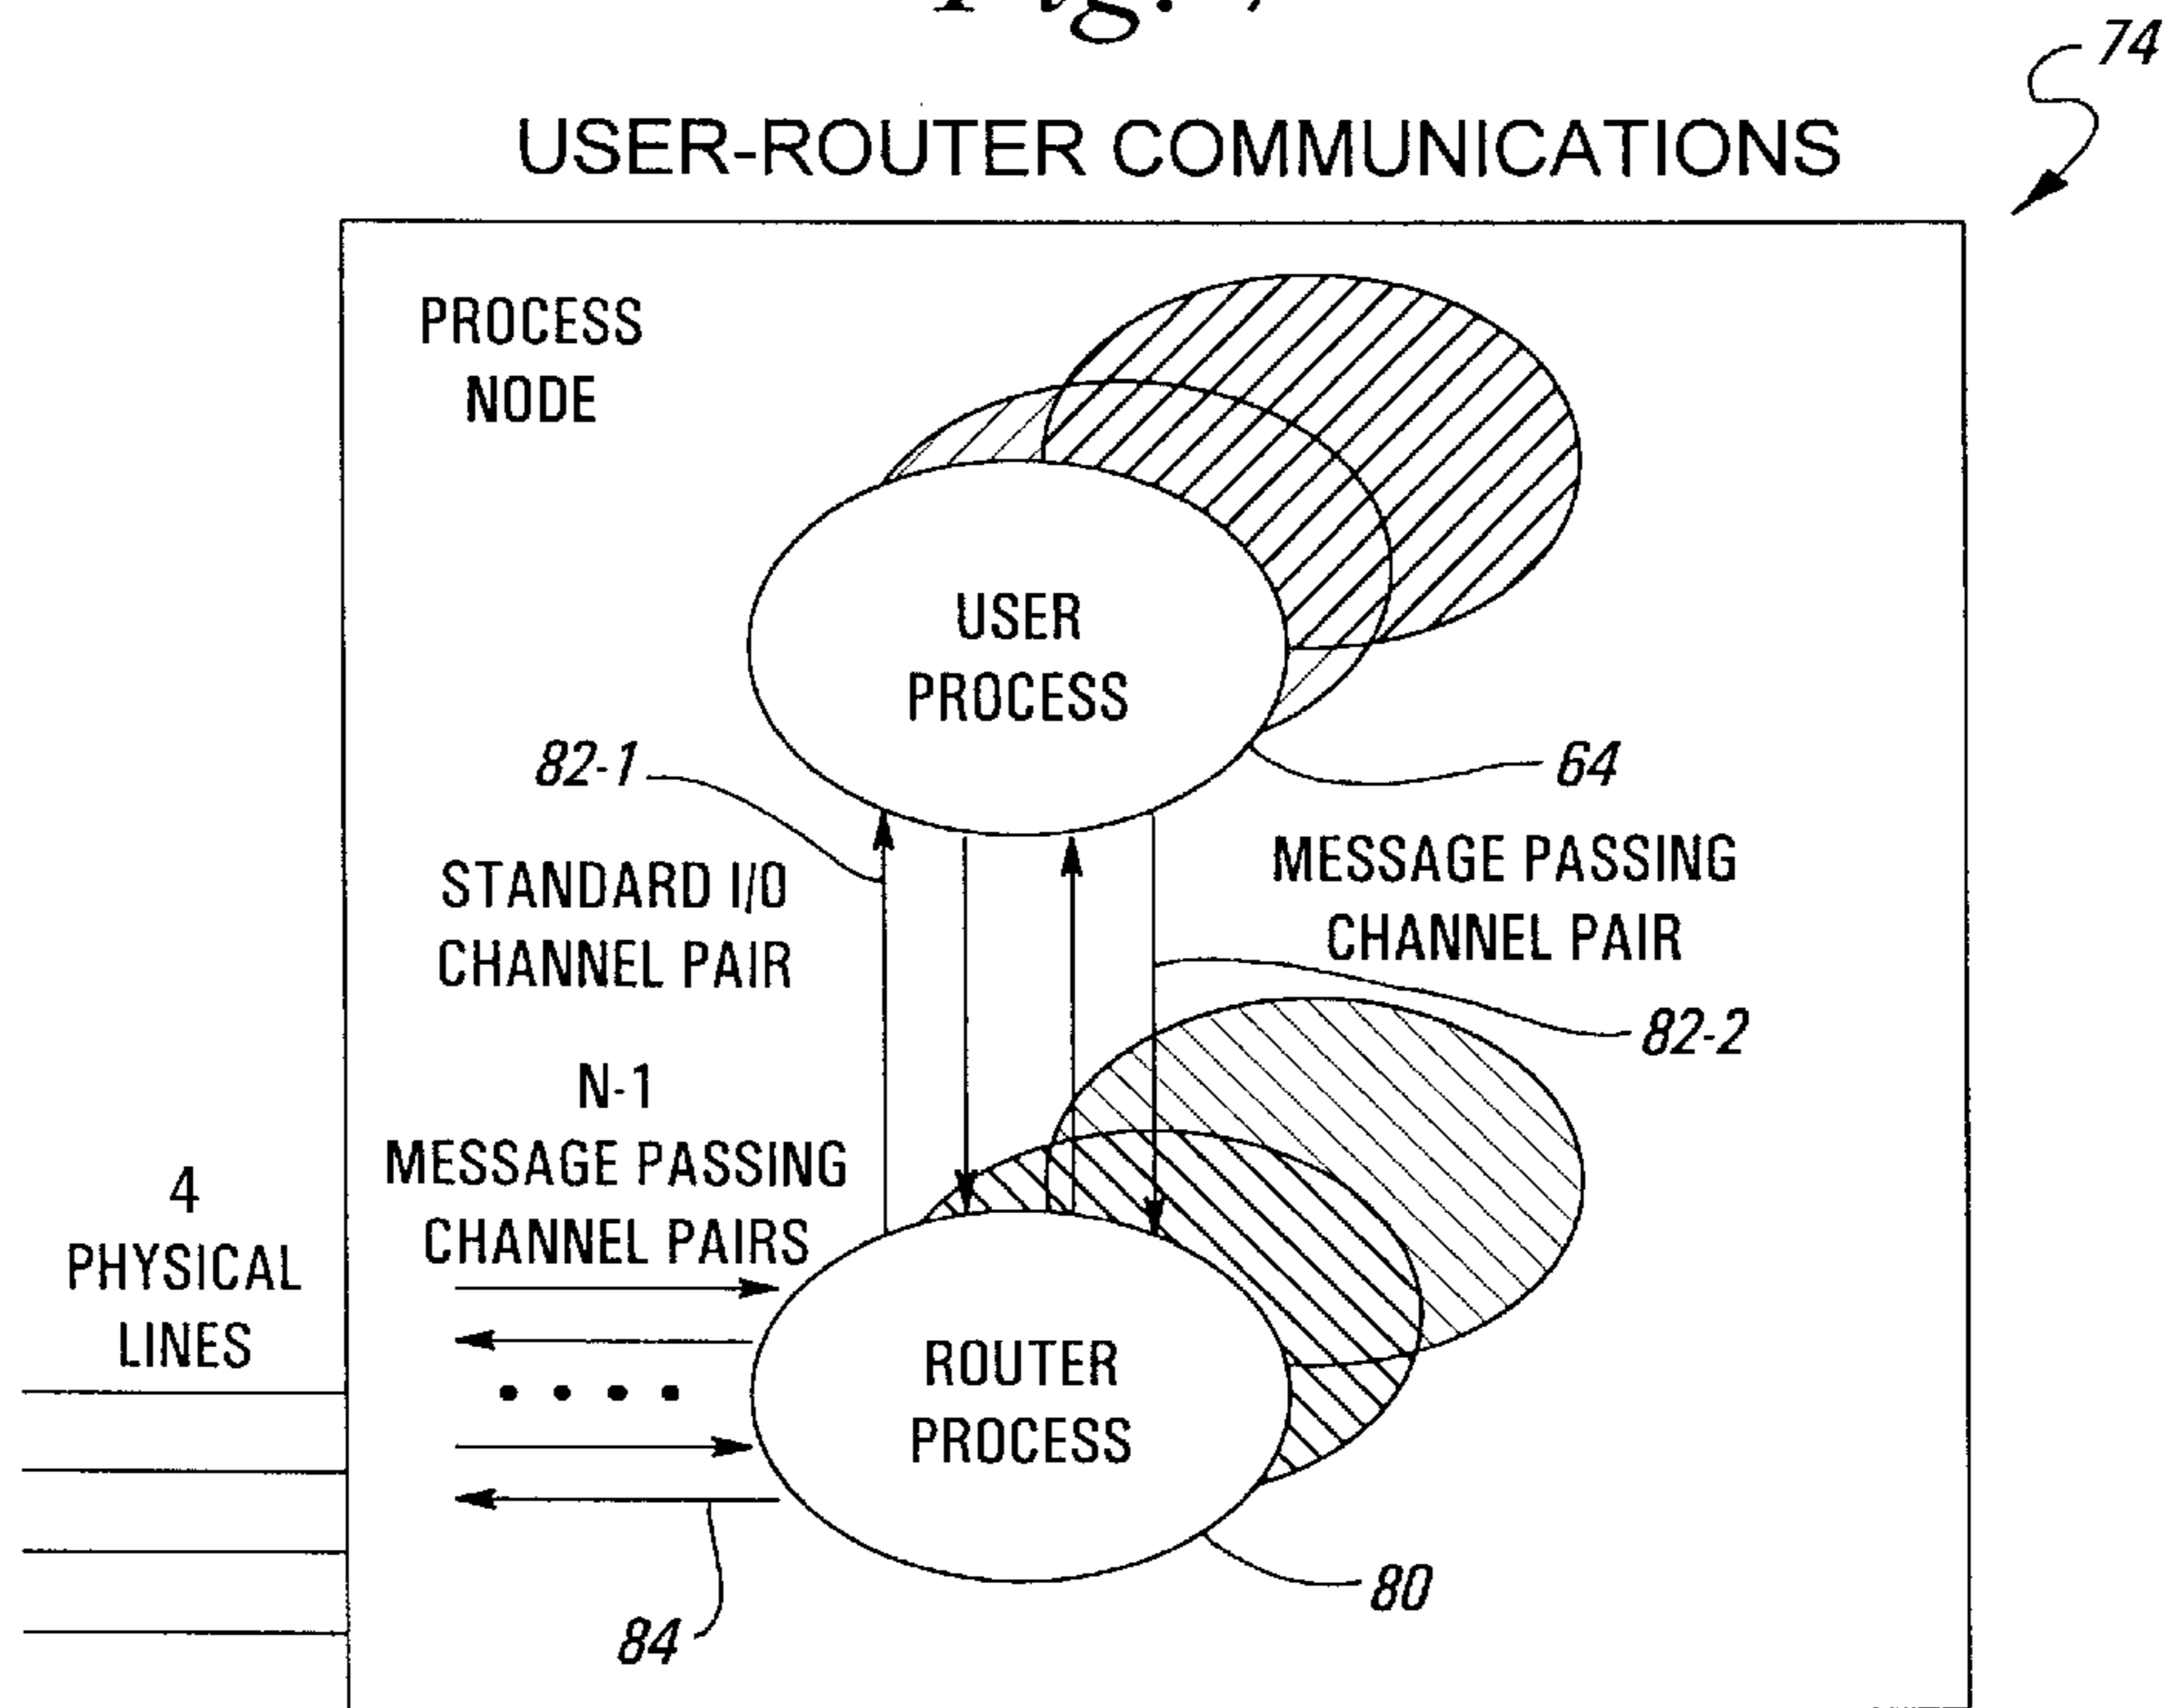 Fig.
74
USER-ROUTER COMMUNICATIONS
PROCESS
NODE
USER
PROCESS
82-1
64
STANDARD I/O
CHANNEL PAIR
MESSAGE PASSING
CHANNEL PAIR
82-2
N-1
MESSAGE PASSING
CHANNEL PAIRS
4
PHYSICAL
LINES
ROUTER
PROCESS
80
84